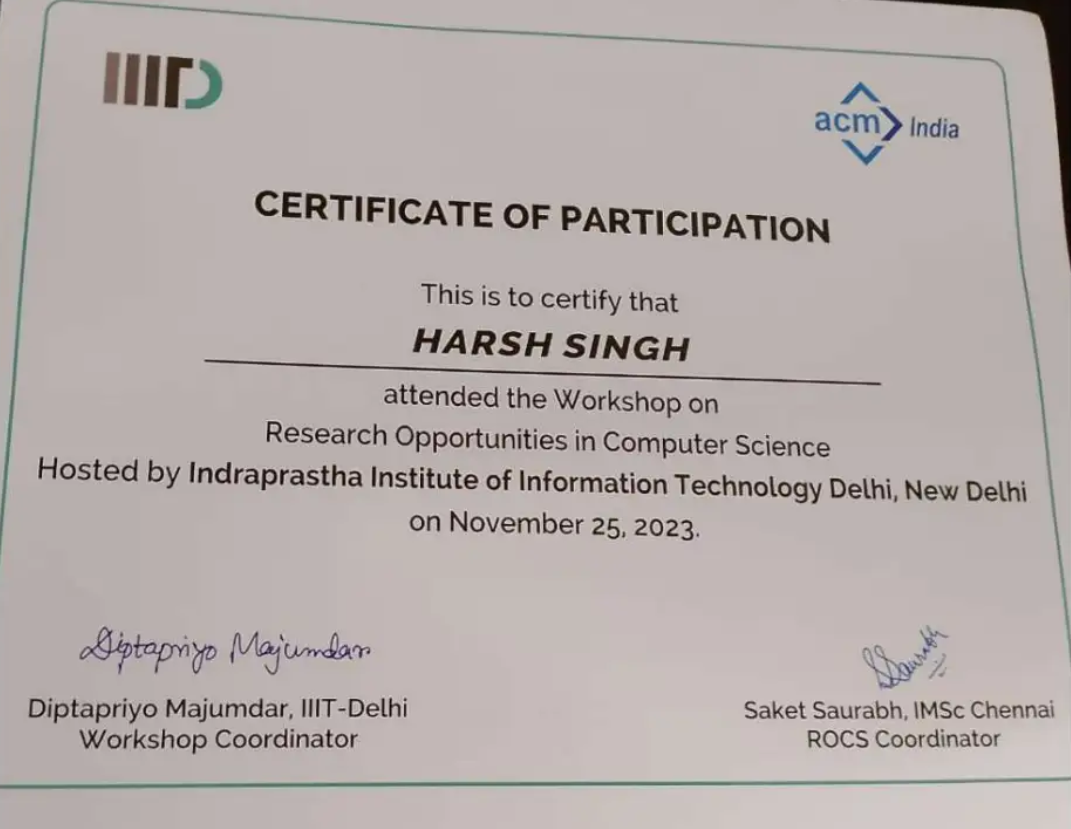 IIITD
acm India
CERTIFICATE OF PARTICIPATION
This is to certify that
HARSH SINGH
attended the Workshop on
Research Opportunities in Computer Science
Hosted by Indraprastha Institute of Information Technology Delhi, New Delhi
on November 25, 2023.
Diptapriyo Majumdar
SSaurabh
Diptapriyo Majumdar, IIIT-Delhi
Workshop Coordinator
Saket Saurabh, IMSc Chennai
ROCS Coordinator